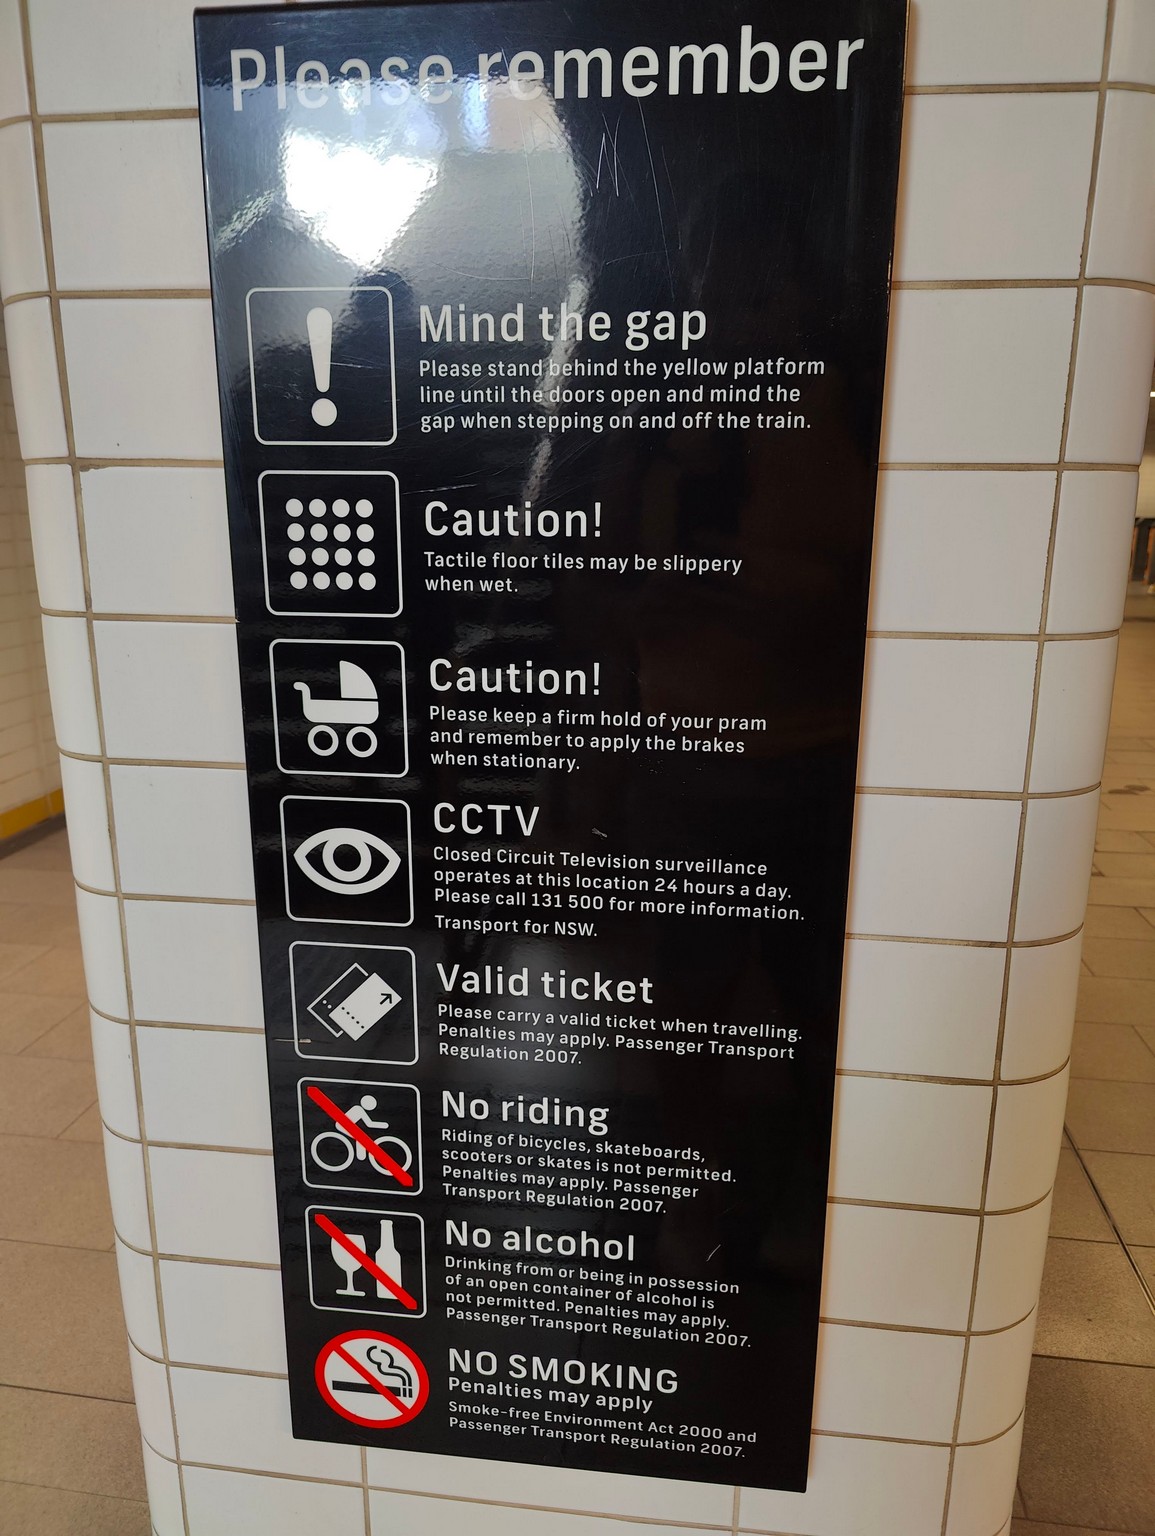 Please remember
Mind the gap
Please stand behind the yellow platform
line until the doors open and mind the
gap when stepping on and off the train.
Caution!
Tactile floor tiles may be slippery
when wet.
Caution!
Please keep a firm hold of your pram
and remember to apply the brakes
when stationary.
CCTV
Closed Circuit Television surveillance
operates at this location 24 hours a day.
Please call 131 500 for more information.
Transport for NSW.
Valid ticket
Please carry a valid ticket when travelling.
Penalties may apply. Passenger Transport
Regulation 2007.
No riding
Riding of bicycles, skateboards,
scooters or skates is not permitted.
Penalties may apply. Passenger
Transport Regulation 2007.
No alcohol
Drinking from or being in possession
of an open container of alcohol is
not permitted. Penalties may apply.
Passenger Transport Regulation 2007.
NO SMOKING
Penalties may apply
Smoke-free Environment Act 2000 and
Passenger Transport Regulation 2007.